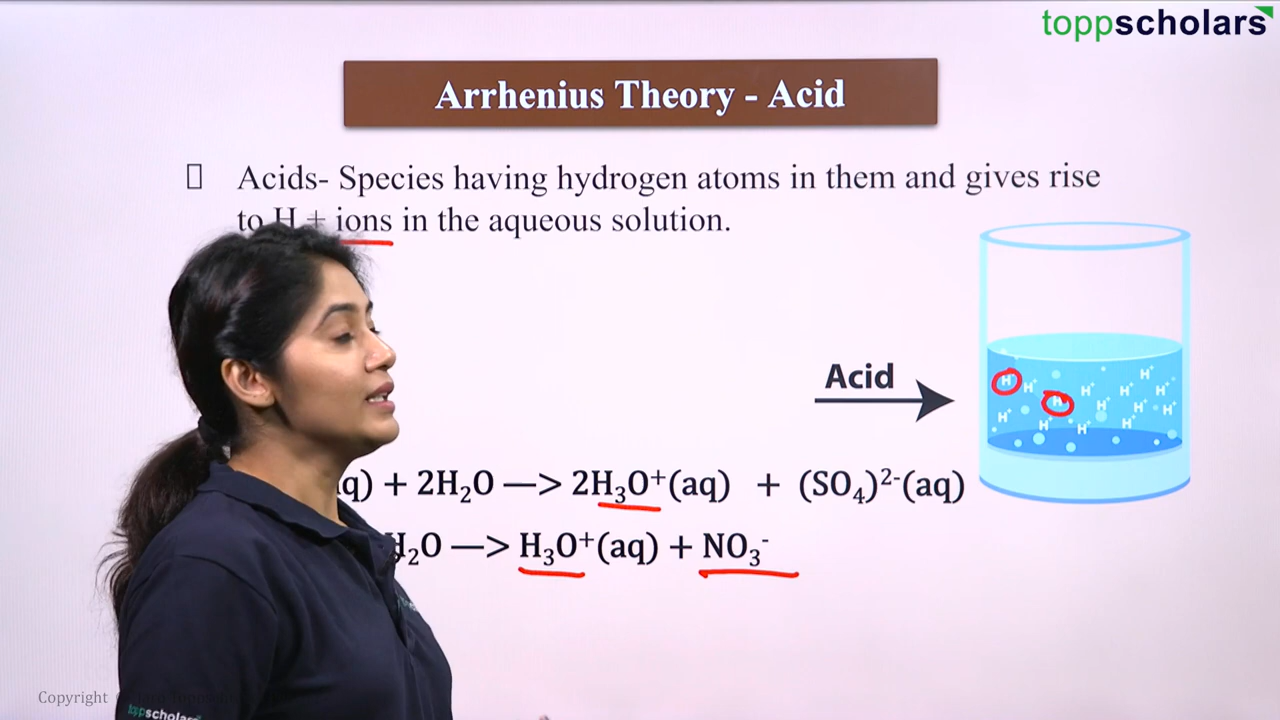 toppscholars
Arrhenius Theory - Acid
Acids- Species having hydrogen atoms in them and gives rise
to H + ions in the aqueous solution.
Acid
H⁺ H⁺ H⁺ H⁺ H⁺ H⁺ H⁺ H⁺ H⁺ H⁺ H⁺ H⁺ H⁺ H⁺
q) + 2H₂O —> 2H₃O⁺(aq) + (SO₄)²⁻(aq)
H₂O —> H₃O⁺(aq) + NO₃⁻
Copyright
toppscholars